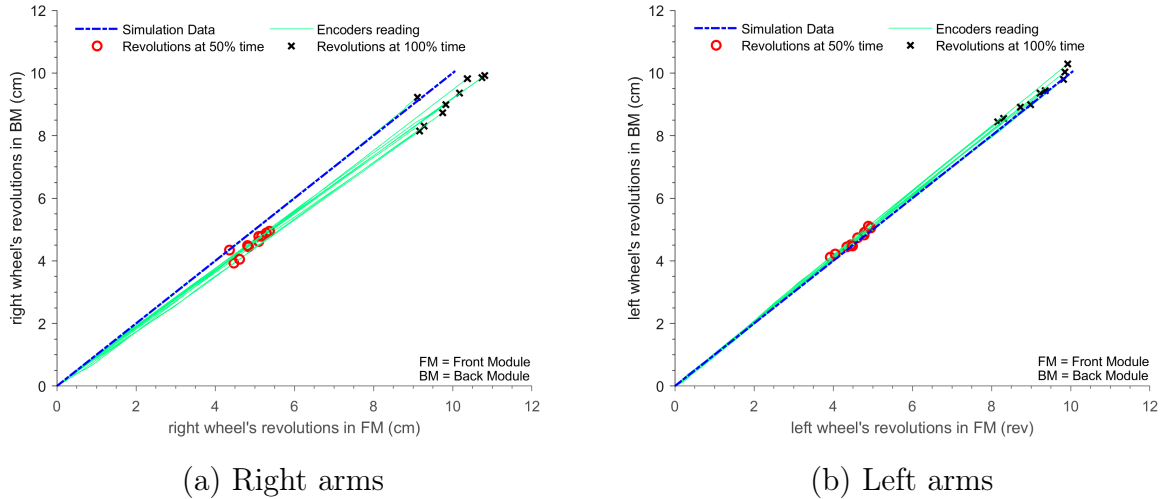 12
10
8
6
4
2
0
right wheel's revolutions in BM (cm)
Simulation Data
Encoders reading
Revolutions at 50% time
Revolutions at 100% time
FM = Front Module
BM = Back Module
0 2 4 6 8 10 12
right wheel's revolutions in FM (cm)
(a) Right arms
12
10
8
6
4
2
0
left wheel's revolutions in BM (cm)
Simulation Data
Encoders reading
Revolutions at 50% time
Revolutions at 100% time
FM = Front Module
BM = Back Module
0 2 4 6 8 10 12
left wheel's revolutions in FM (rev)
(b) Left arms